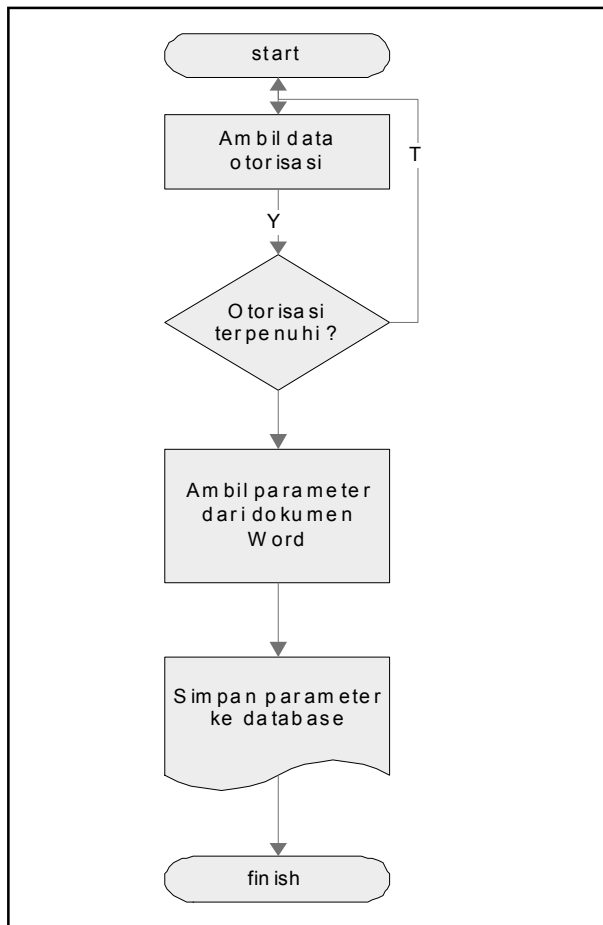 start
Ambil data
otorisasi
T
Y
Otorisasi
terpenuhi ?
Ambil parameter
dari dokumen
Word
Simpan parameter
ke database
finish